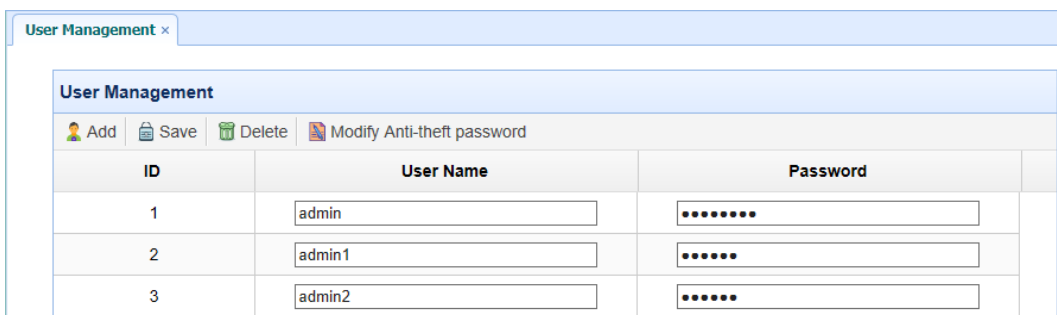 User Management ×
User Management
Add Save Delete Modify Anti-theft password
ID User Name Password
1 admin ••••••••
2 admin1 ••••••
3 admin2 ••••••